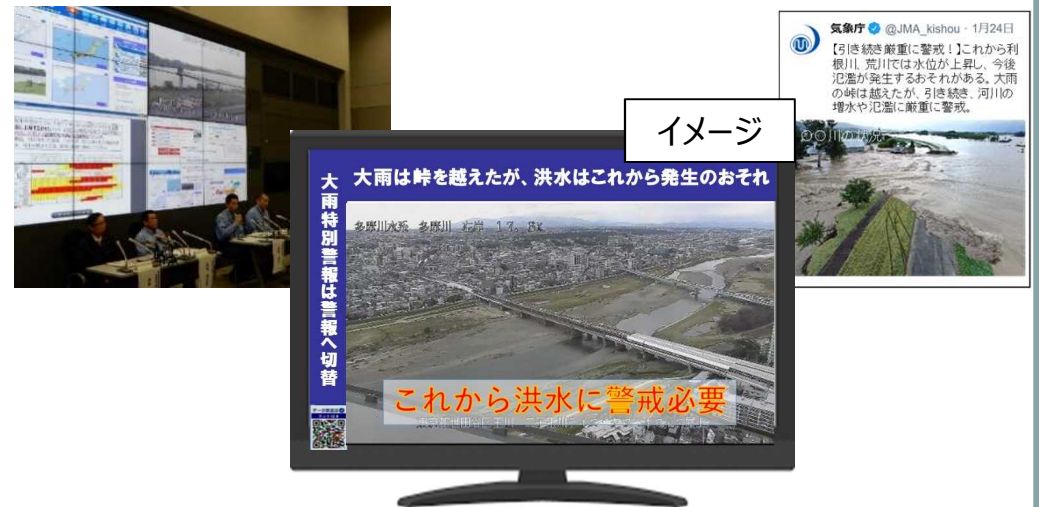 気象庁 @JMA_kishou・1月24日
【引き続き厳重に警戒！】これから利
根川、荒川では水位が上昇し、今後
氾濫が発生するおそれがある。大雨
の峠は越えたが、引き続き、河川の
増水や氾濫に厳重に警戒。
〇〇川の状況
イメージ
大雨は峠を越えたが、洪水はこれから発生のおそれ
大雨特別警報は警報へ切替
多摩川水系 多摩川 右岸 17.8K
これから洪水に警戒必要